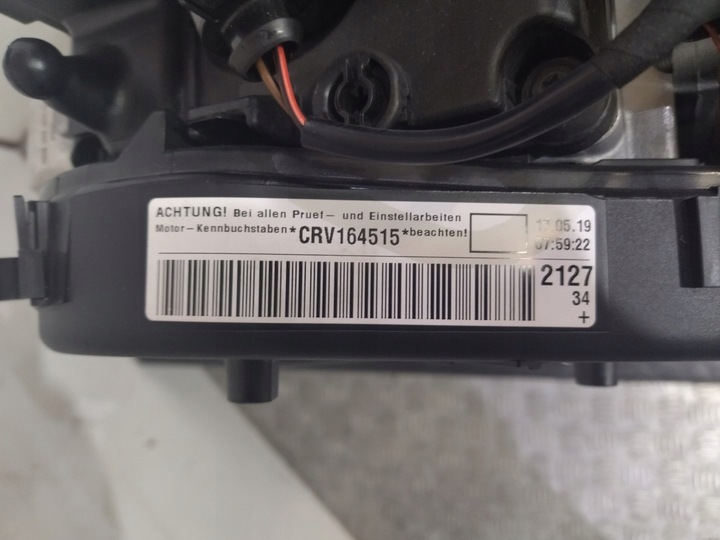 ACHTUNG! Bei allen Pruef- und Einstellarbeiten
Motor-Kennbuchstaben *CRV164515* beachten!
.05.19
07:59:22
2127
34
+